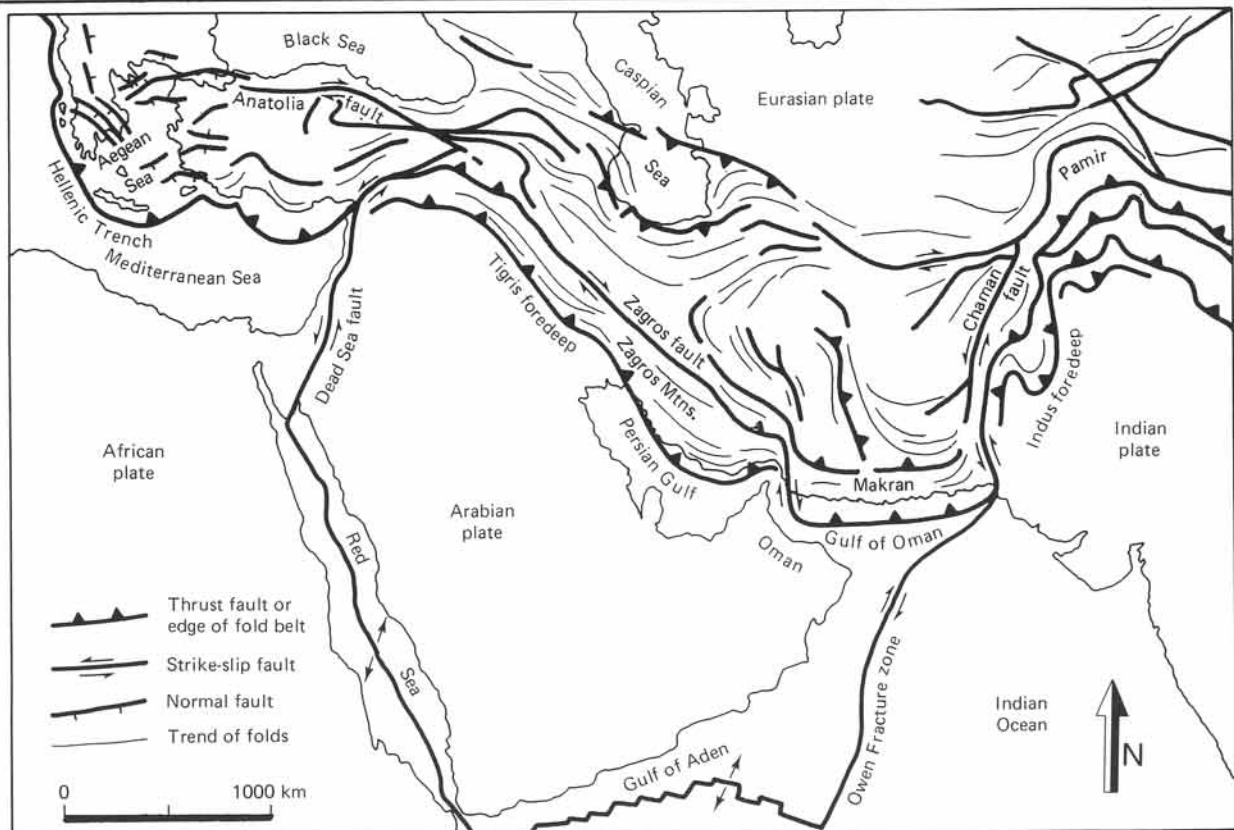 Black Sea
Caspian
Sea
Eurasian plate
Anatolia
fault
Aegean
Sea
Pamir
Hellenic Trench
Mediterranean Sea
Dead Sea fault
Tigris foredeep
Zagros fault
Zagros Mtns.
Chaman
fault
Indus foredeep
Indian
plate
African
plate
Arabian
plate
Persian Gulf
Makran
Gulf of Oman
Oman
Red
Sea
Owen Fracture zone
Indian
Ocean
Gulf of Aden
Thrust fault or
edge of fold belt
Strike-slip fault
Normal fault
Trend of folds
0 1000 km
N